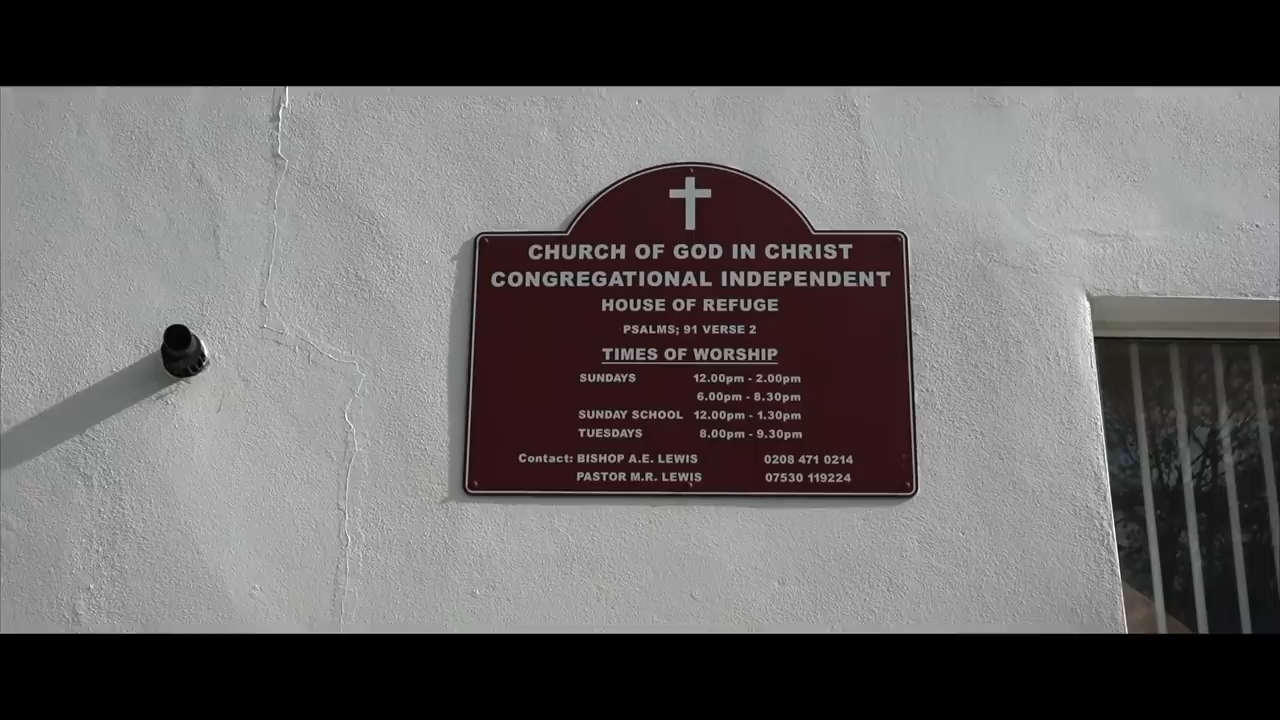 CHURCH OF GOD IN CHRIST
CONGREGATIONAL INDEPENDENT
HOUSE OF REFUGE
PSALMS; 91 VERSE 2
TIMES OF WORSHIP
SUNDAYS 12.00pm - 2.00pm
6.00pm - 8.30pm
SUNDAY SCHOOL 12.00pm - 1.30pm
TUESDAYS 8.00pm - 9.30pm
Contact: BISHOP A.E. LEWIS 0208 471 0214
PASTOR M.R. LEWIS 07530 119224